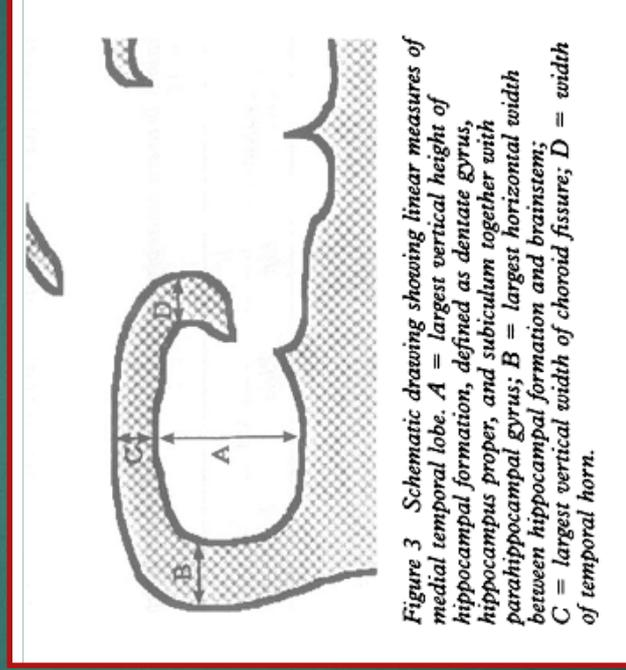 D
C
A
B
Figure 3 Schematic drawing showing linear measures of
medial temporal lobe. A = largest vertical height of
hippocampal formation, defined as dentate gyrus,
hippocampus proper, and subiculum together with
parahippocampal gyrus; B = largest horizontal width
between hippocampal formation and brainstem;
C = largest vertical width of choroid fissure; D = width
of temporal horn.